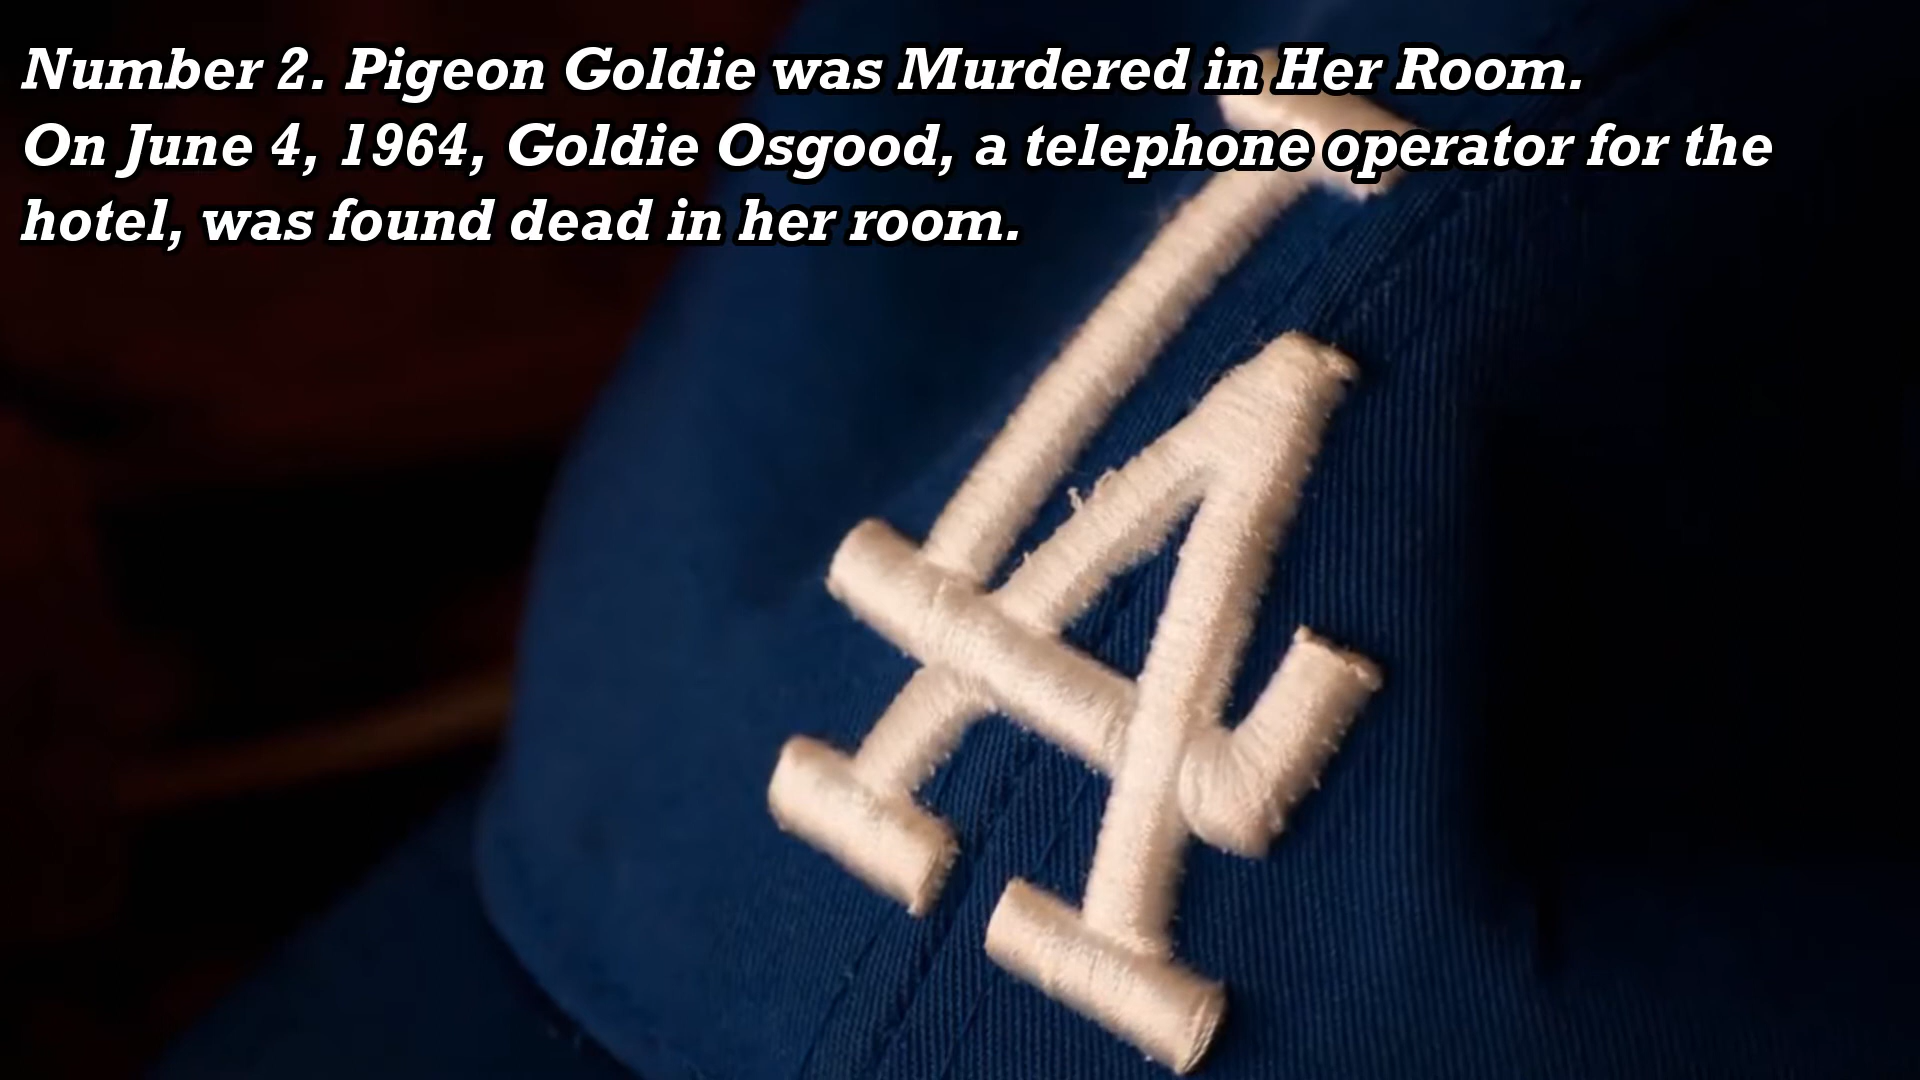 Number 2. Pigeon Goldie was Murdered in Her Room.
On June 4, 1964, Goldie Osgood, a telephone operator for the
hotel, was found dead in her room.
LA